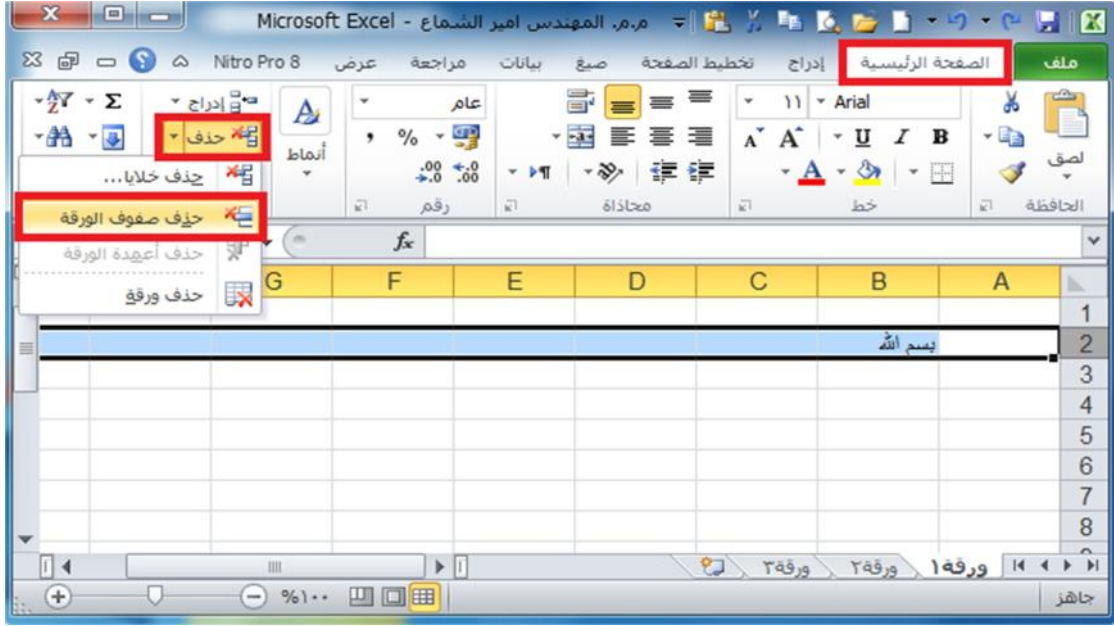 م.م. المهندس امير الشماع - Microsoft Excel
ملف الصفحة الرئيسية إدراج تخطيط الصفحة صيغ بيانات مراجعة عرض Nitro Pro 8
لصق
Arial ١١
B I U
عام
%
أنماط
إدراج
حذف
Σ
الحافظة خط محاذاة رقم
حذف خلايا...
حذف صفوف الورقة
حذف أعمدة الورقة
حذف ورقة
fx
A B C D E F G
1
2 بسم الله
3
4
5
6
7
8
ورقة١ ورقة٢ ورقة٣
جاهز %١٠٠